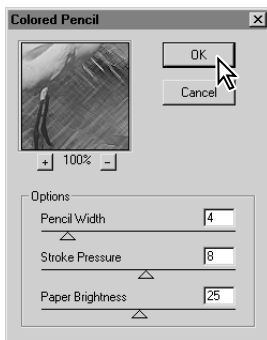 Colored Pencil
OK
Cancel
+ 100% -
Options
Pencil Width 4
Stroke Pressure 8
Paper Brightness 25